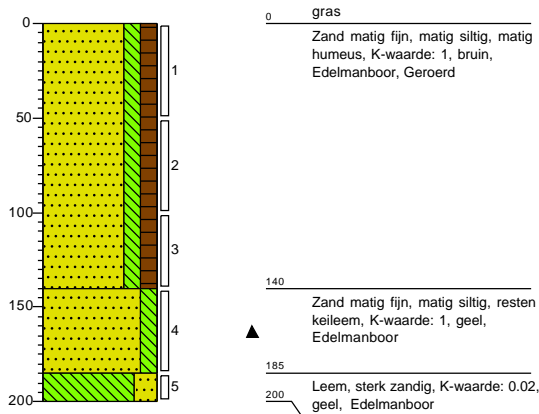 0
50
100
150
200
1
2
3
4
5
0
gras
Zand matig fijn, matig siltig, matig
humeus, K-waarde: 1, bruin,
Edelmanboor, Geroerd
140
Zand matig fijn, matig siltig, resten
keileem, K-waarde: 1, geel,
Edelmanboor
185
Leem, sterk zandig, K-waarde: 0.02,
geel, Edelmanboor
200